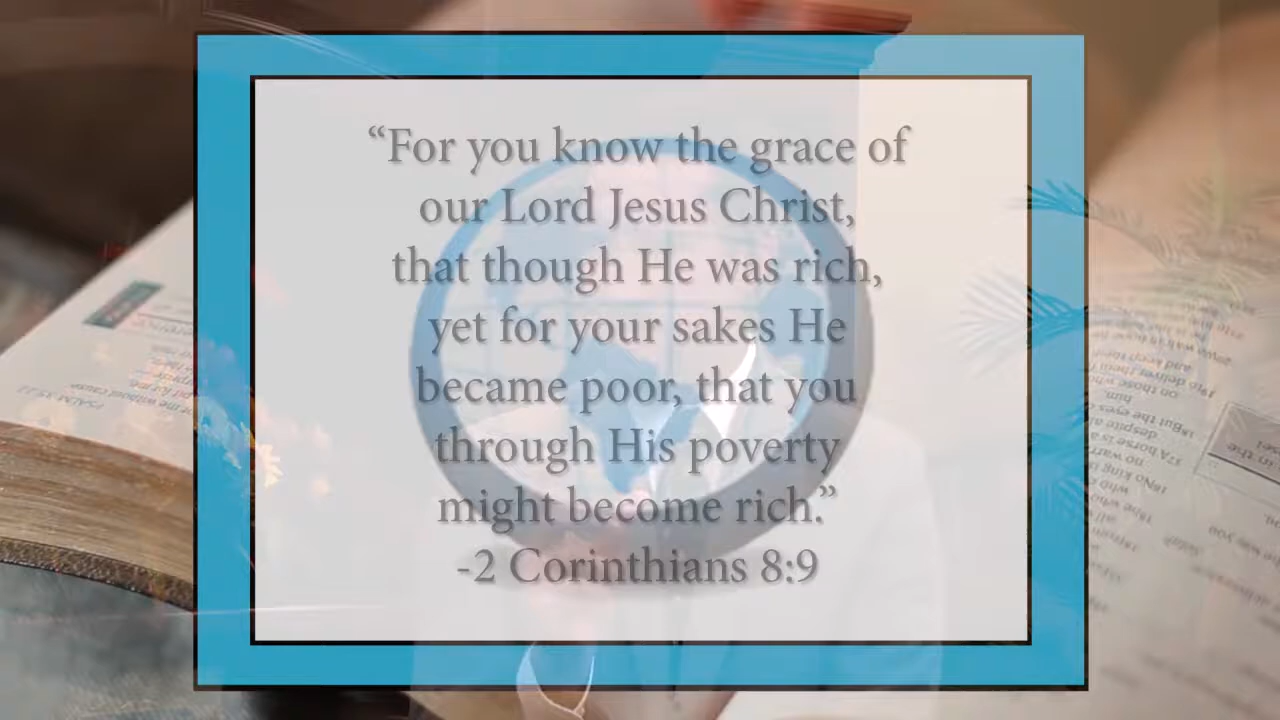 “For you know the grace of
our Lord Jesus Christ,
that though He was rich,
yet for your sakes He
became poor, that you
through His poverty
might become rich.”
-2 Corinthians 8:9